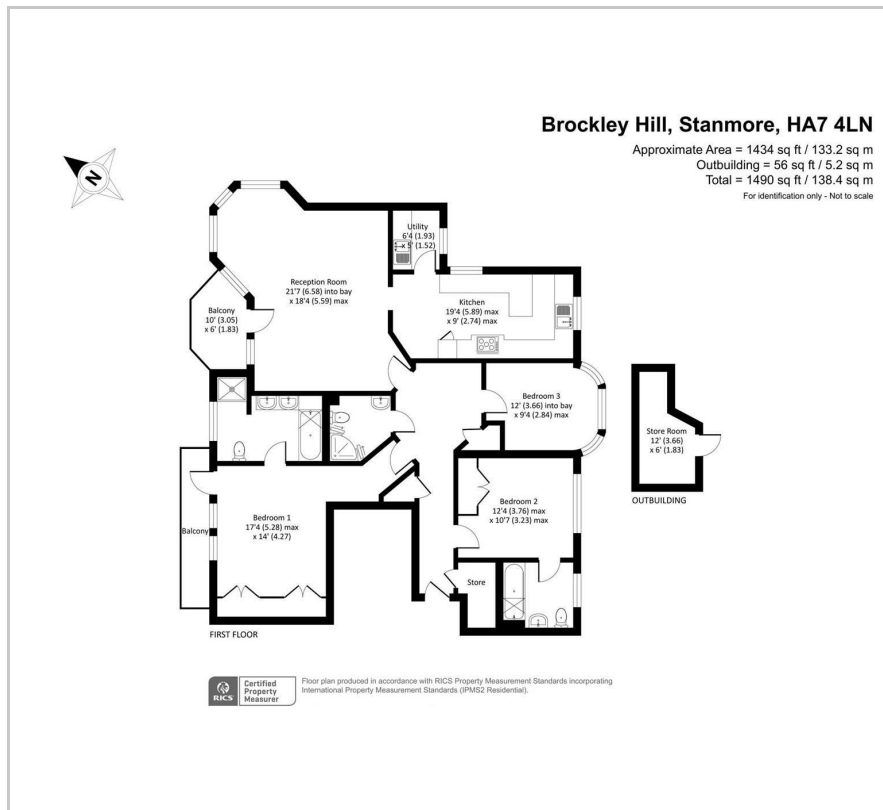 Brockley Hill, Stanmore, HA7 4LN
Approximate Area = 1434 sq ft / 133.2 sq m
Outbuilding = 56 sq ft / 5.2 sq m
Total = 1490 sq ft / 138.4 sq m
For identification only - Not to scale
N
Utility
6'4 (1.93)
x 5' (1.52)
Reception Room
21'7 (6.58) into bay
x 18'4 (5.59) max
Balcony
10' (3.05)
x 6' (1.83)
Kitchen
19'4 (5.89) max
x 9' (2.74) max
Bedroom 3
12' (3.66) into bay
x 9'4 (2.84) max
Store Room
12' (3.66)
x 6' (1.83)
OUTBUILDING
Bedroom 2
12'4 (3.76) max
x 10'7 (3.23) max
Balcony
Bedroom 1
17'4 (5.28) max
x 14' (4.27)
Store
FIRST FLOOR
RICS
Certified
Property
Measurer
Floor plan produced in accordance with RICS Property Measurement Standards incorporating
International Property Measurement Standards (IPMS2 Residential).